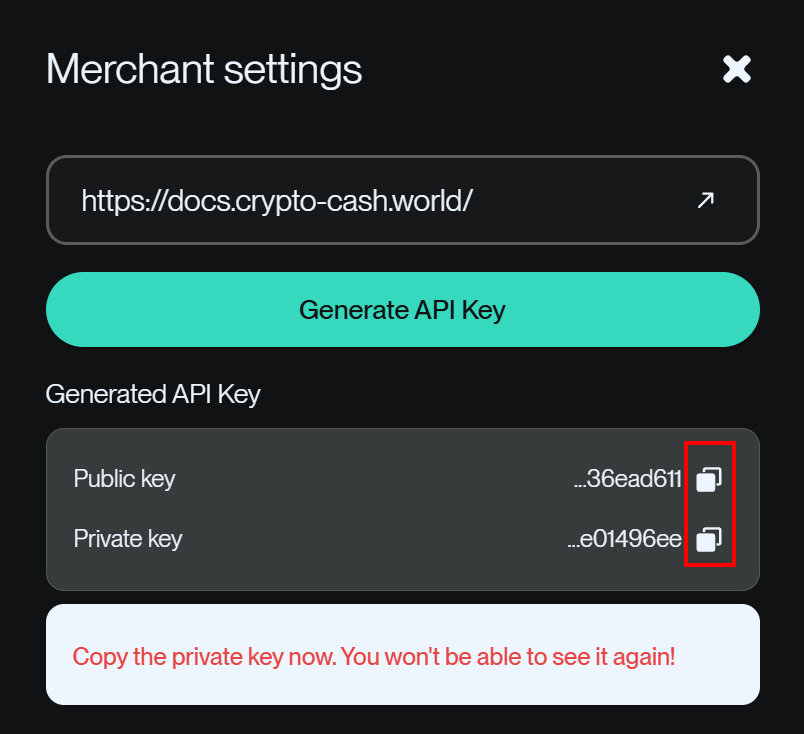 Merchant settings
https://docs.crypto-cash.world/
Generate API Key
Generated API Key
Public key ...36ead611
Private key ...e01496ee
Copy the private key now. You won't be able to see it again!